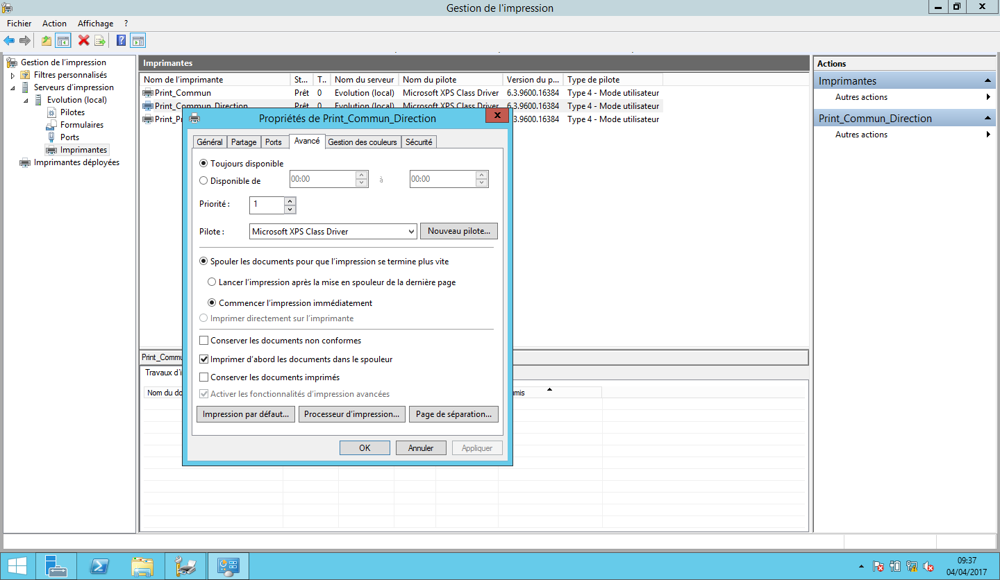 Gestion de l'impression
Fichier Action Affichage ?
Gestion de l'impression
Filtres personnalisés
Serveurs d'impression
Evolution (local)
Pilotes
Formulaires
Ports
Imprimantes
Imprimantes déployées
Imprimantes
Nom de l'imprimante St... T.. Nom du serveur Nom du pilote Version du p... Type de pilote
Print_Commun Prêt 0 Evolution (local) Microsoft XPS Class Driver 6.3.9600.16384 Type 4 - Mode utilisateur
Print_Commun_Direction Prêt 0 Evolution (local) Microsoft XPS Class Driver 6.3.9600.16384 Type 4 - Mode utilisateur
Print_P 6.3.9600.16384 Type 4 - Mode utilisateur
Propriétés de Print_Commun_Direction
Général Partage Ports Avancé Gestion des couleurs Sécurité
Toujours disponible
Disponible de 00:00 à 00:00
Priorité : 1
Pilote : Microsoft XPS Class Driver Nouveau pilote...
Spouler les documents pour que l'impression se termine plus vite
Lancer l'impression après la mise en spouleur de la dernière page
Commencer l'impression immédiatement
Imprimer directement sur l'imprimante
Conserver les documents non conformes
Imprimer d'abord les documents dans le spouleur
Conserver les documents imprimés
Activer les fonctionnalités d'impression avancées
Impression par défaut... Processeur d'impression... Page de séparation...
OK Annuler Appliquer
Print_Commu
Travaux d'i
Nom du do mis
Actions
Imprimantes
Autres actions
Print_Commun_Direction
Autres actions
09:37
04/04/2017